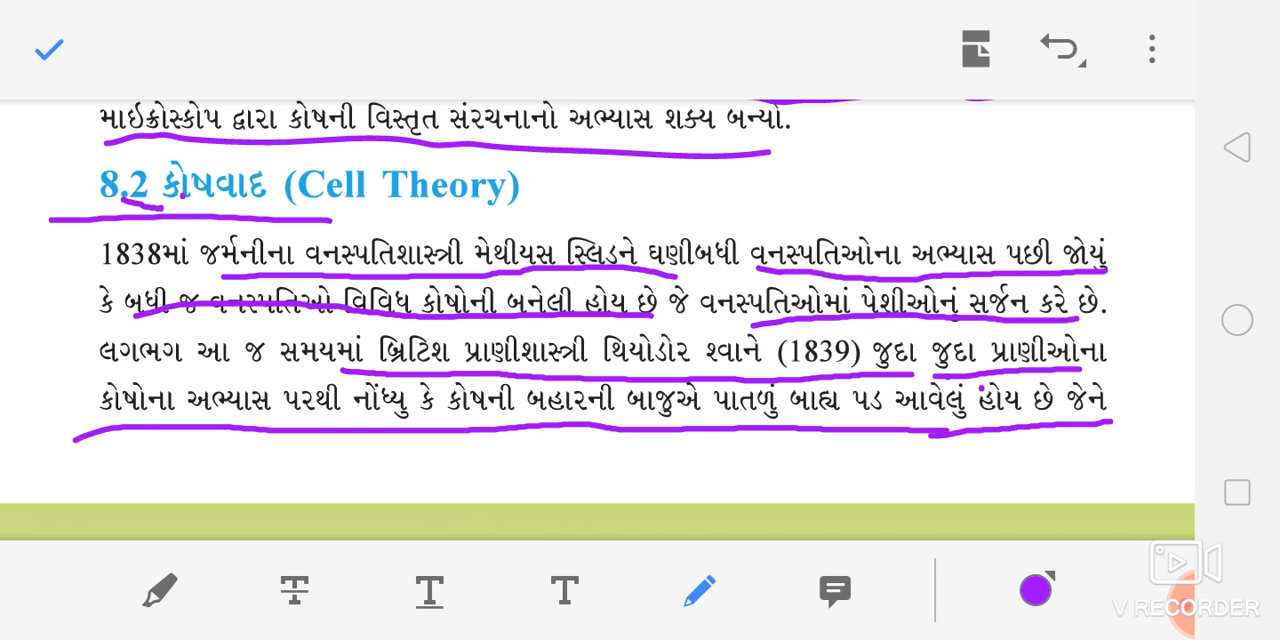 માઇક્રોસ્કોપ દ્વારા કોષની વિસ્તૃત સંરચનાનો અભ્યાસ શક્ય બન્યો.
8.2 કોષવાદ (Cell Theory)
1838માં જર્મનીના વનસ્પતિશાસ્ત્રી મેથીયસ સ્લિડને ઘણીબધી વનસ્પતિઓના અભ્યાસ પછી જોયું
કે બધી જ વનસ્પતિઓ વિવિધ કોષોની બનેલી હોય છે જે વનસ્પતિઓમાં પેશીઓનું સર્જન કરે છે.
લગભગ આ જ સમયમાં બ્રિટિશ પ્રાણીશાસ્ત્રી થિયોડોર શ્વાને (1839) જુદા જુદા પ્રાણીઓના
કોષોના અભ્યાસ પરથી નોંધ્યુ કે કોષની બહારની બાજુએ પાતળું બાહ્ય પડ આવેલું હોય છે જેને
T T T
V RECORDER